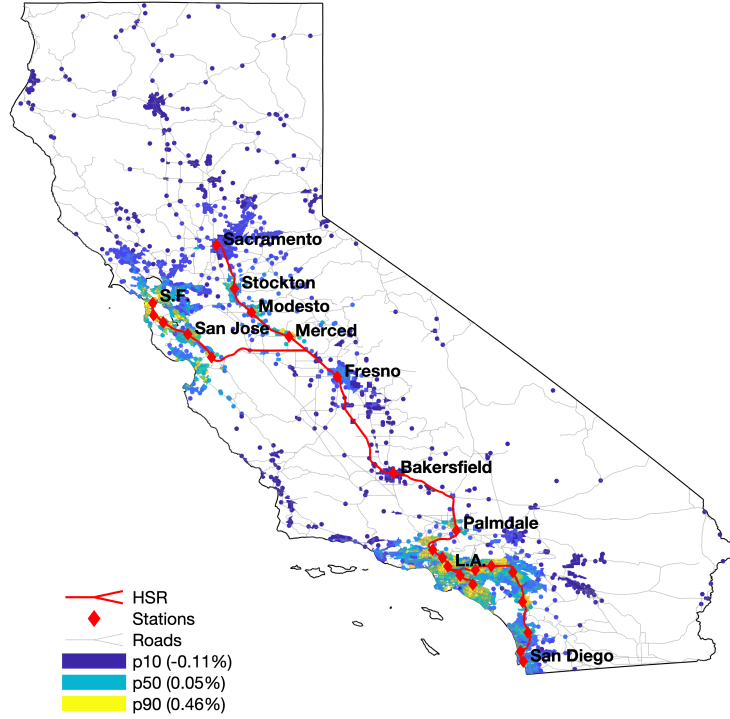 Sacramento
Stockton
S.F.
Modesto
San Jose
Merced
Fresno
Bakersfield
Palmdale
L.A.
San Diego
HSR
Stations
Roads
p10 (-0.11%)
p50 (0.05%)
p90 (0.46%)